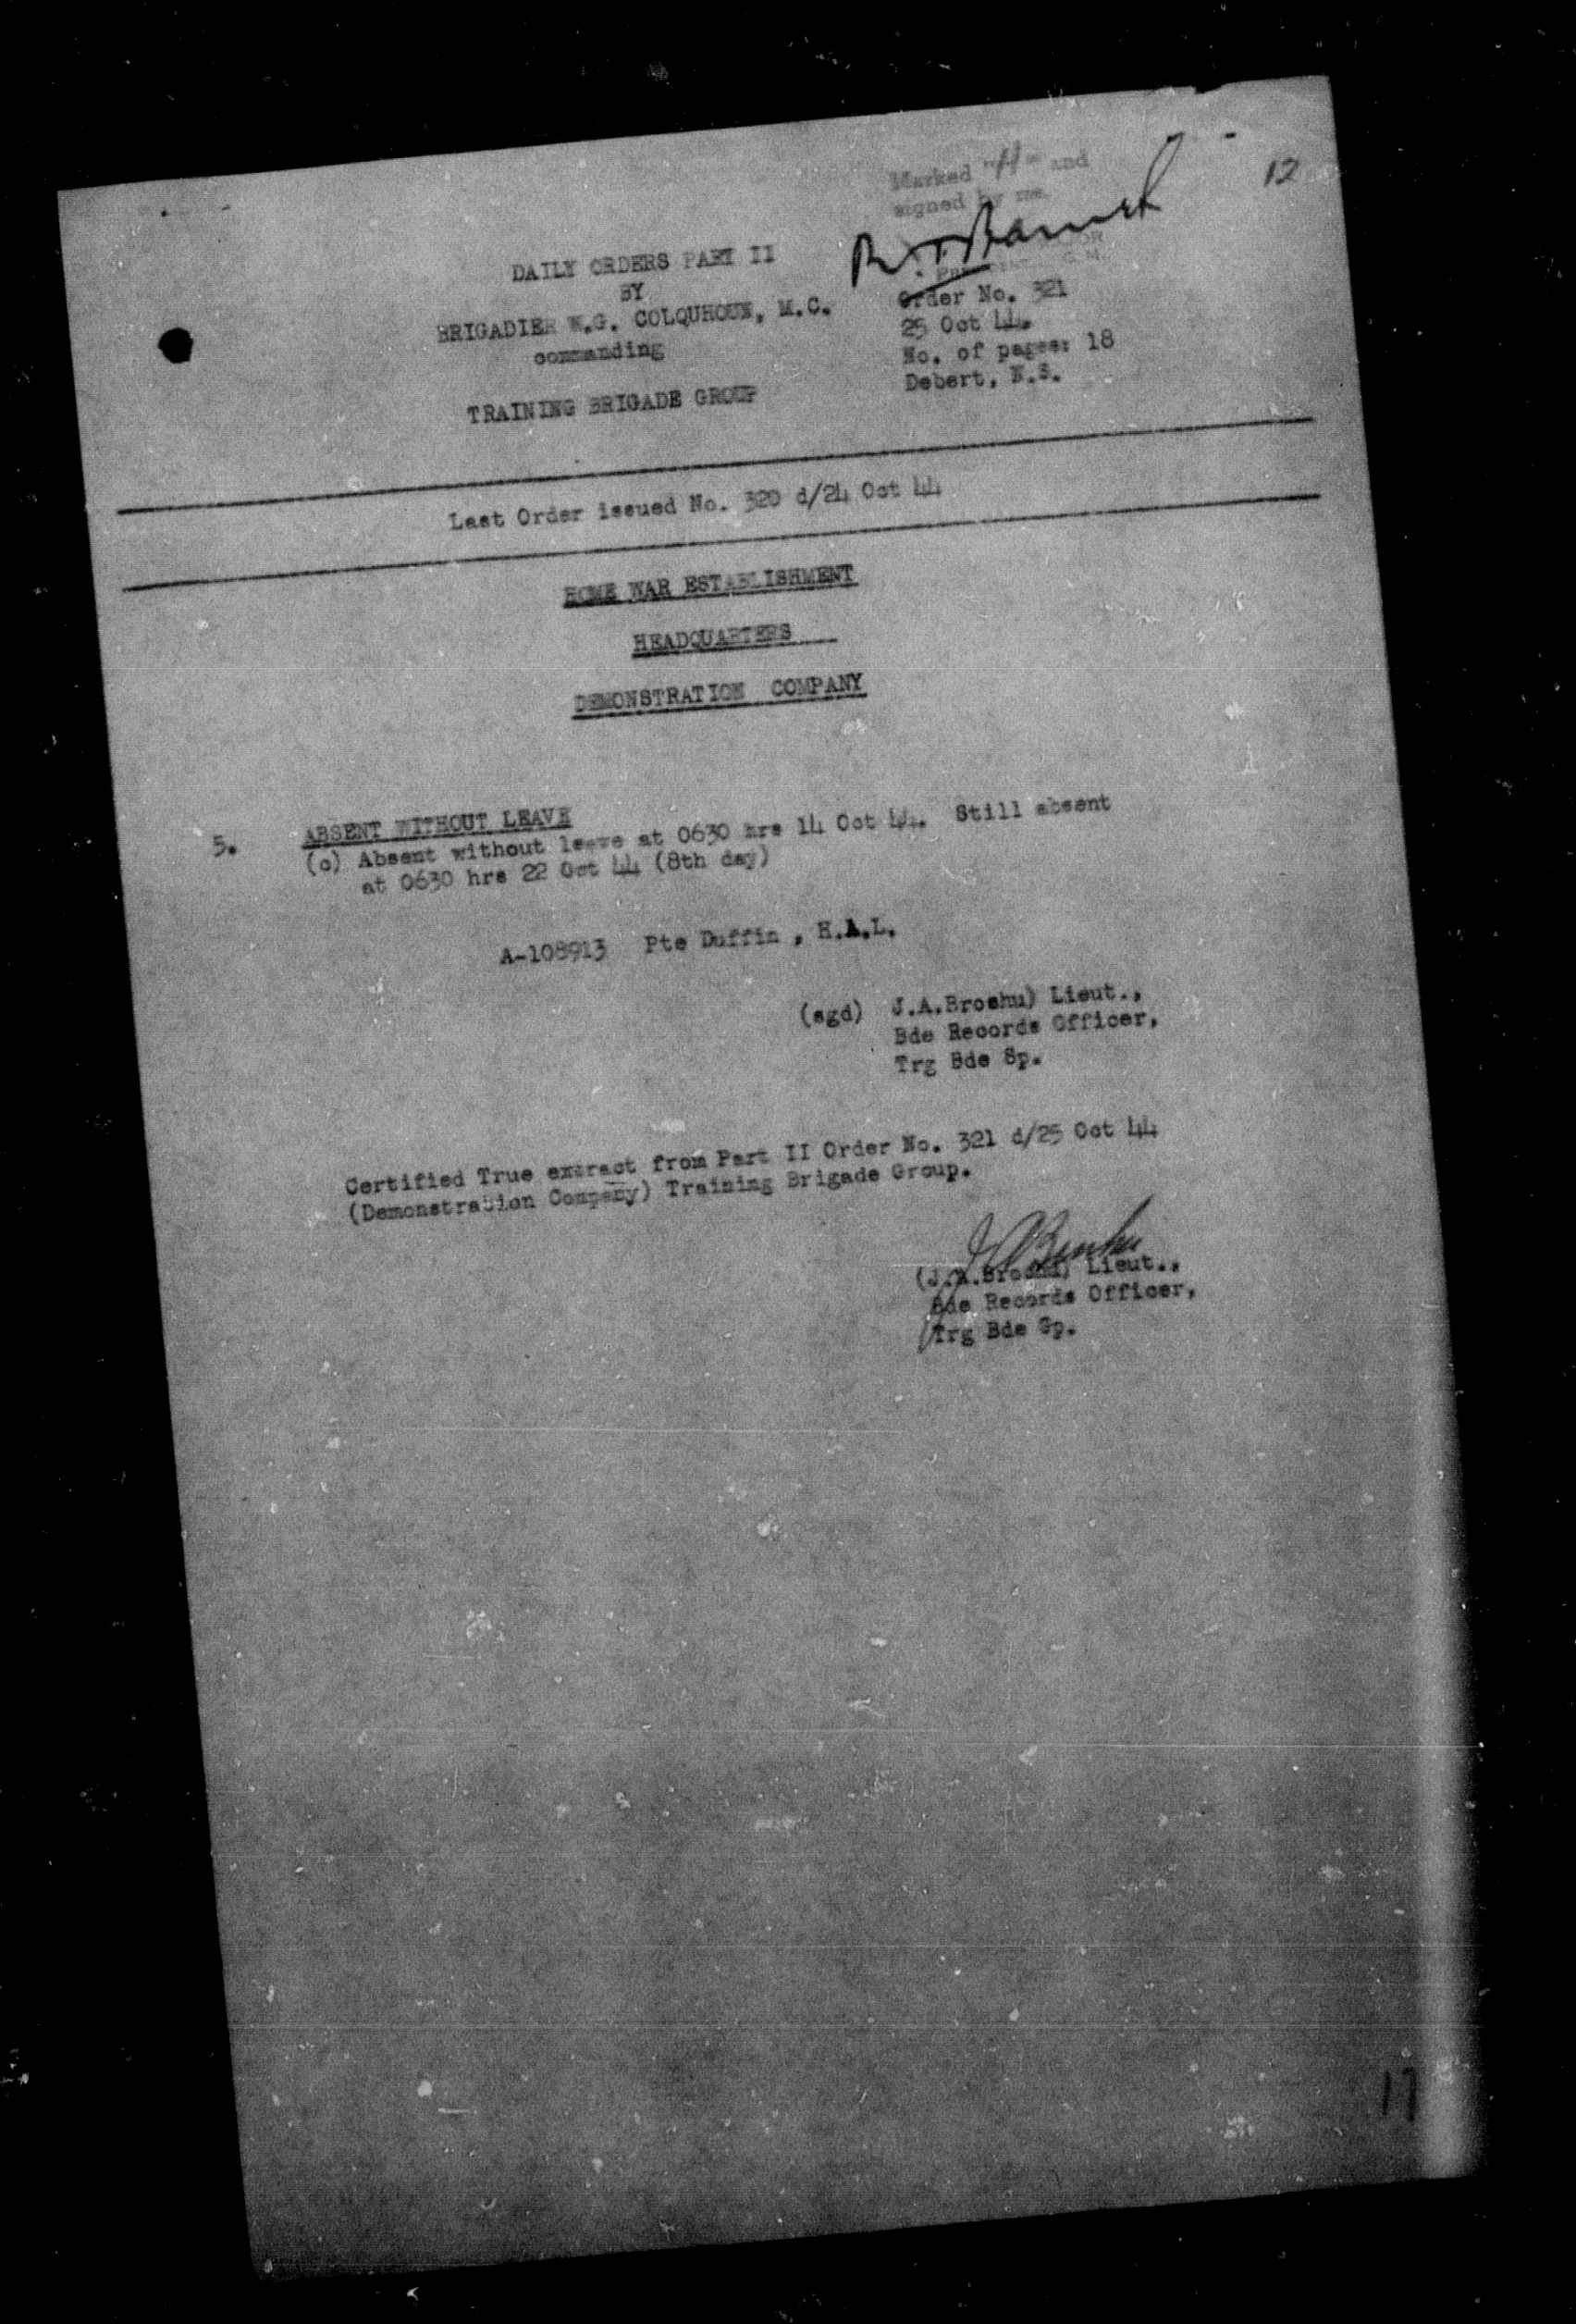 12
Marked "H" and
signed by me.
DAILY ORDERS PART II
BY
BRIGADIER W.G. COLQUHOUN, M.C.
commanding
TRAINING BRIGADE GROUP
Order No. 321
25 Oct 44.
No. of pages: 18
Debert, N.S.
Last Order issued No. 320 d/24 Oct 44
HOME WAR ESTABLISHMENT
HEADQUARTERS
DEMONSTRATION COMPANY
5. ABSENT WITHOUT LEAVE
(c) Absent without leave at 0630 hrs 14 Oct 44. Still absent
at 0630 hrs 22 Oct 44 (8th day)
A-108913 Pte Duffin , H.A.L.
(sgd) J.A.Broshu) Lieut.,
Bde Records Officer,
Trg Bde Sp.
Certified True extract from Part II Order No. 321 d/25 Oct 44
(Demonstration Company) Training Brigade Group.
(J.A.Broshu) Lieut.,
Bde Records Officer,
Trg Bde Gp.
17